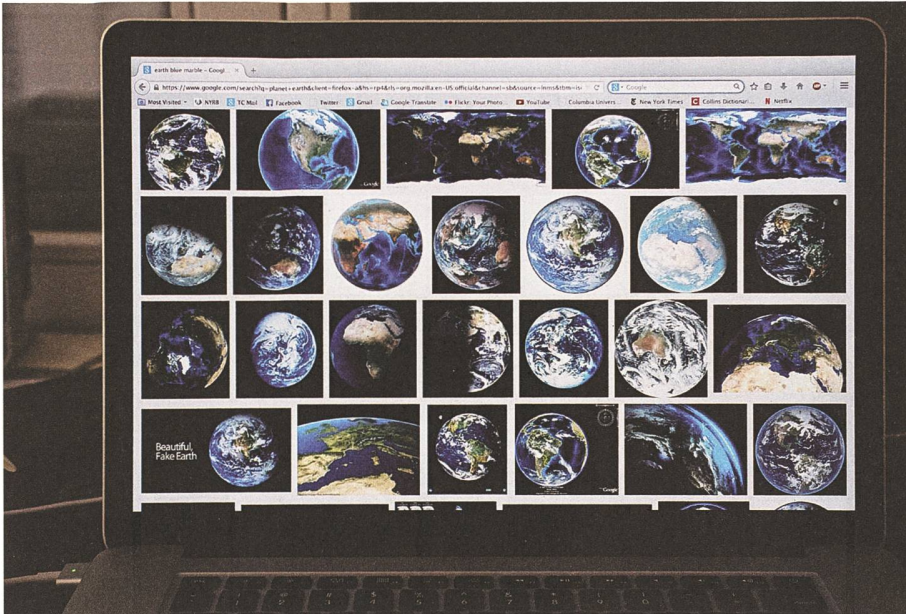 earth blue marble – Googl...
https://www.google.com/search?q=planet+earth&client=firefox-a&hs=rp4&rls=org.mozilla:en-US:official&channel=sb&source=lnms&tbm=is
Google
Most Visited NYRB TC Mail Facebook Twitter Gmail Google Translate Flickr: Your Photo... YouTube Columbia Univers... New York Times Collins Dictionari... Netflix
Google
Beautiful,
Fake Earth
Google